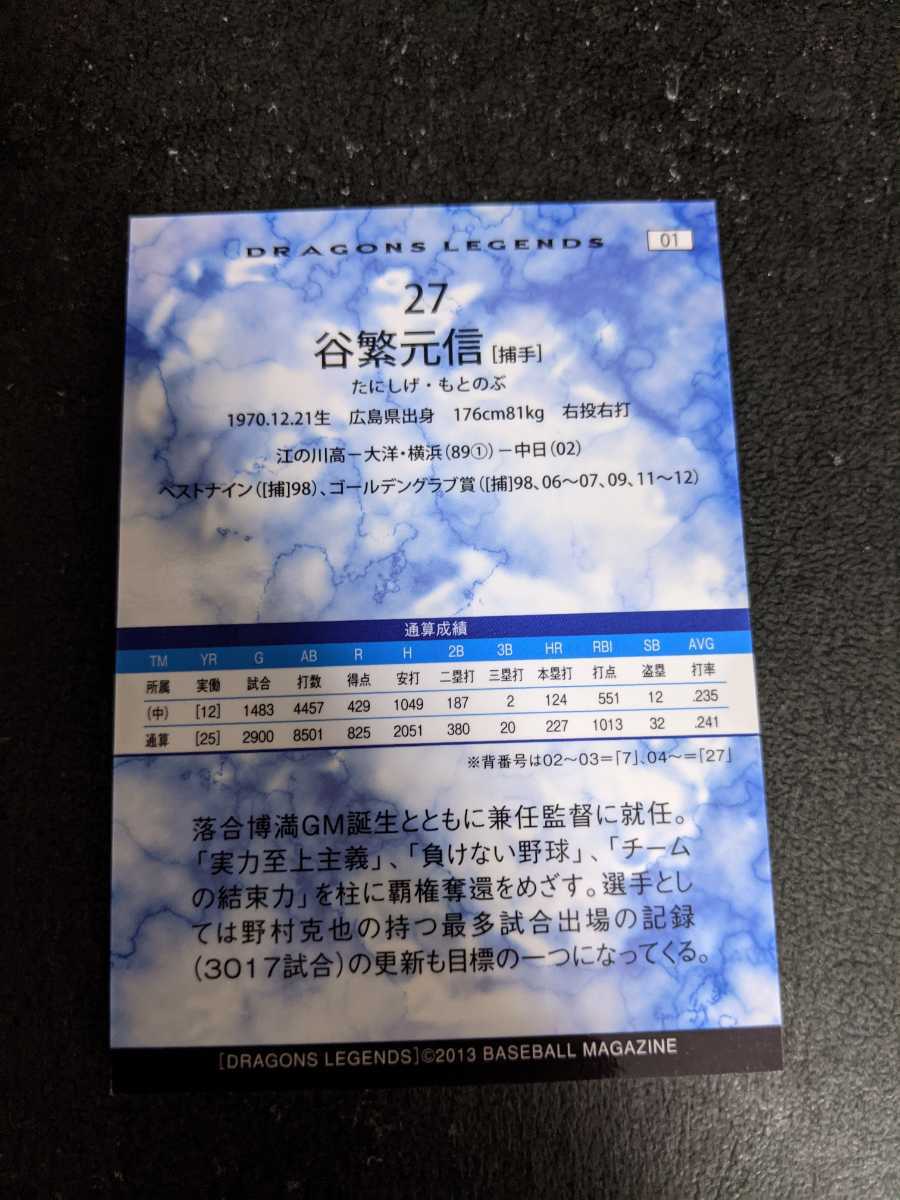 DRAGONS LEGENDS 01
27
谷繁元信[捕手]
たにしげ・もとのぶ
1970.12.21生 広島県出身 176cm81kg 右投右打
江の川高－大洋・横浜(89①)－中日(02)
ベストナイン([捕]98)、ゴールデングラブ賞([捕]98、06〜07、09、11〜12)
通算成績
TM YR G AB R H 2B 3B HR RBI SB AVG
所属 実働 試合 打数 得点 安打 二塁打 三塁打 本塁打 打点 盗塁 打率
(中) [12] 1483 4457 429 1049 187 2 124 551 12 .235
通算 [25] 2900 8501 825 2051 380 20 227 1013 32 .241
※背番号は02〜03=「7」、04〜=「27」
落合博満GM誕生とともに兼任監督に就任。
「実力至上主義」、「負けない野球」、「チーム
の結束力」を柱に覇権奪還をめざす。選手とし
ては野村克也の持つ最多試合出場の記録
(3017試合)の更新も目標の一つになってくる。
[DRAGONS LEGENDS]©2013 BASEBALL MAGAZINE